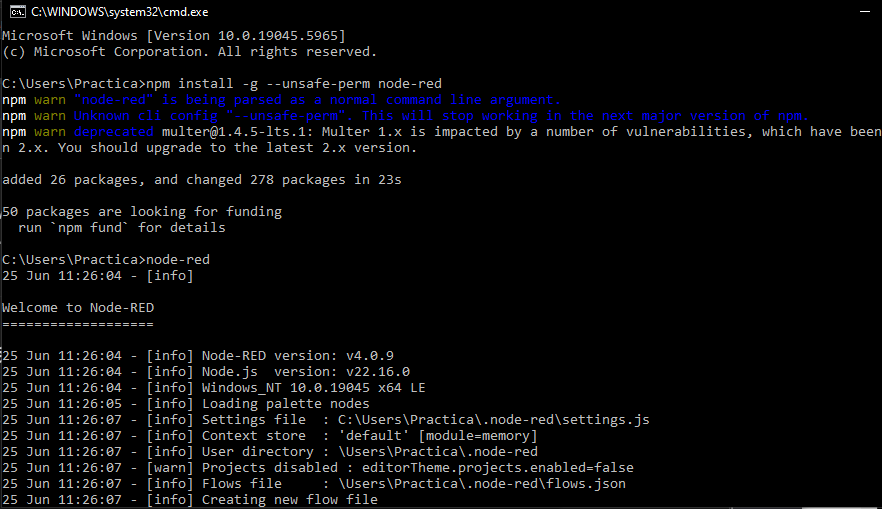 C:\WINDOWS\system32\cmd.exe
Microsoft Windows [Version 10.0.19045.5965]
(c) Microsoft Corporation. All rights reserved.
C:\Users\Practica>npm install -g --unsafe-perm node-red
npm warn "node-red" is being parsed as a normal command line argument.
npm warn Unknown cli config "--unsafe-perm". This will stop working in the next major version of npm.
npm warn deprecated multer@1.4.5-lts.1: Multer 1.x is impacted by a number of vulnerabilities, which have been
n 2.x. You should upgrade to the latest 2.x version.
added 26 packages, and changed 278 packages in 23s
50 packages are looking for funding
  run `npm fund` for details
C:\Users\Practica>node-red
25 Jun 11:26:04 - [info]
Welcome to Node-RED
===================
25 Jun 11:26:04 - [info] Node-RED version: v4.0.9
25 Jun 11:26:04 - [info] Node.js  version: v22.16.0
25 Jun 11:26:04 - [info] Windows_NT 10.0.19045 x64 LE
25 Jun 11:26:05 - [info] Loading palette nodes
25 Jun 11:26:07 - [info] Settings file  : C:\Users\Practica\.node-red\settings.js
25 Jun 11:26:07 - [info] Context store  : 'default' [module=memory]
25 Jun 11:26:07 - [info] User directory : \Users\Practica\.node-red
25 Jun 11:26:07 - [warn] Projects disabled : editorTheme.projects.enabled=false
25 Jun 11:26:07 - [info] Flows file     : \Users\Practica\.node-red\flows.json
25 Jun 11:26:07 - [info] Creating new flow file